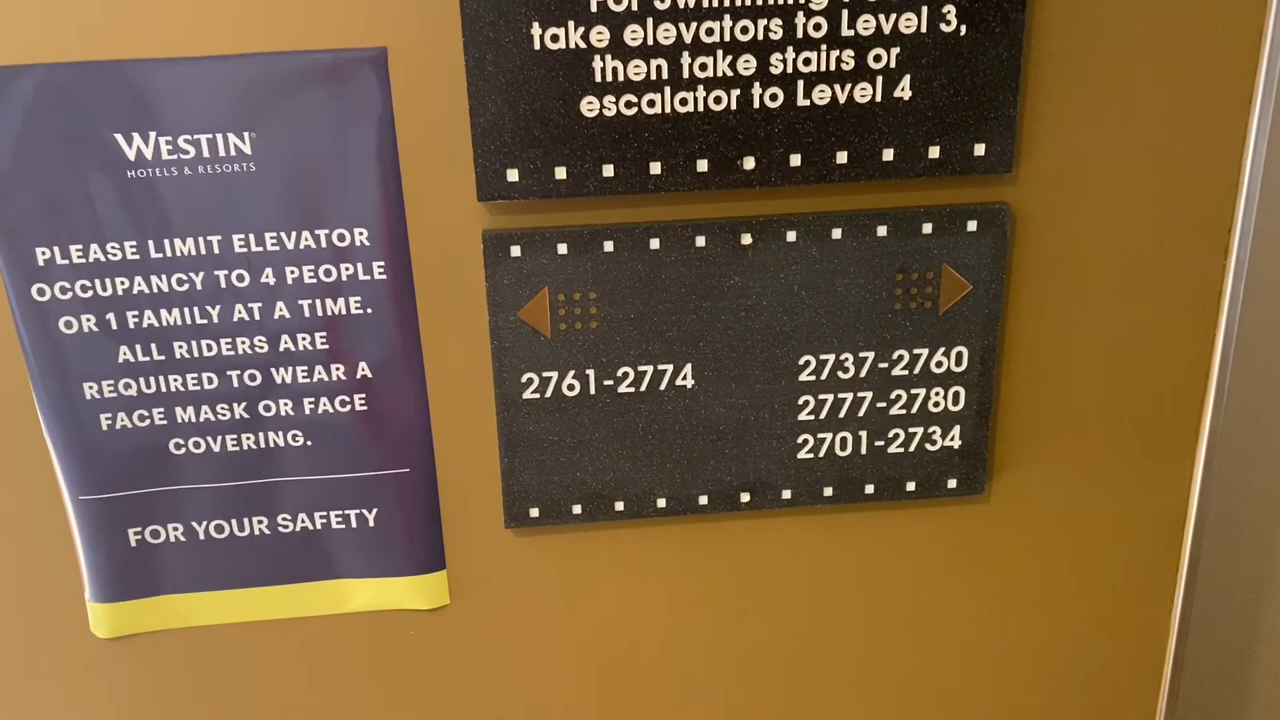 WESTIN®
HOTELS & RESORTS
PLEASE LIMIT ELEVATOR
OCCUPANCY TO 4 PEOPLE
OR 1 FAMILY AT A TIME.
ALL RIDERS ARE
REQUIRED TO WEAR A
FACE MASK OR FACE
COVERING.
FOR YOUR SAFETY
For Swimming
take elevators to Level 3,
then take stairs or
escalator to Level 4
2761-2774
2737-2760
2777-2780
2701-2734